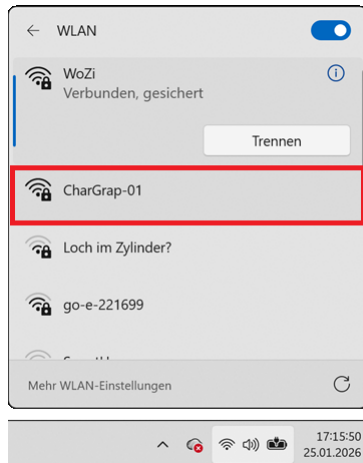 WLAN
WoZi
Verbunden, gesichert
Trennen
CharGrap-01
Loch im Zylinder?
go-e-221699
Mehr WLAN-Einstellungen
17:15:50
25.01.2026